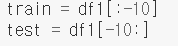 train = df1[:-10]
test = df1[-10:]